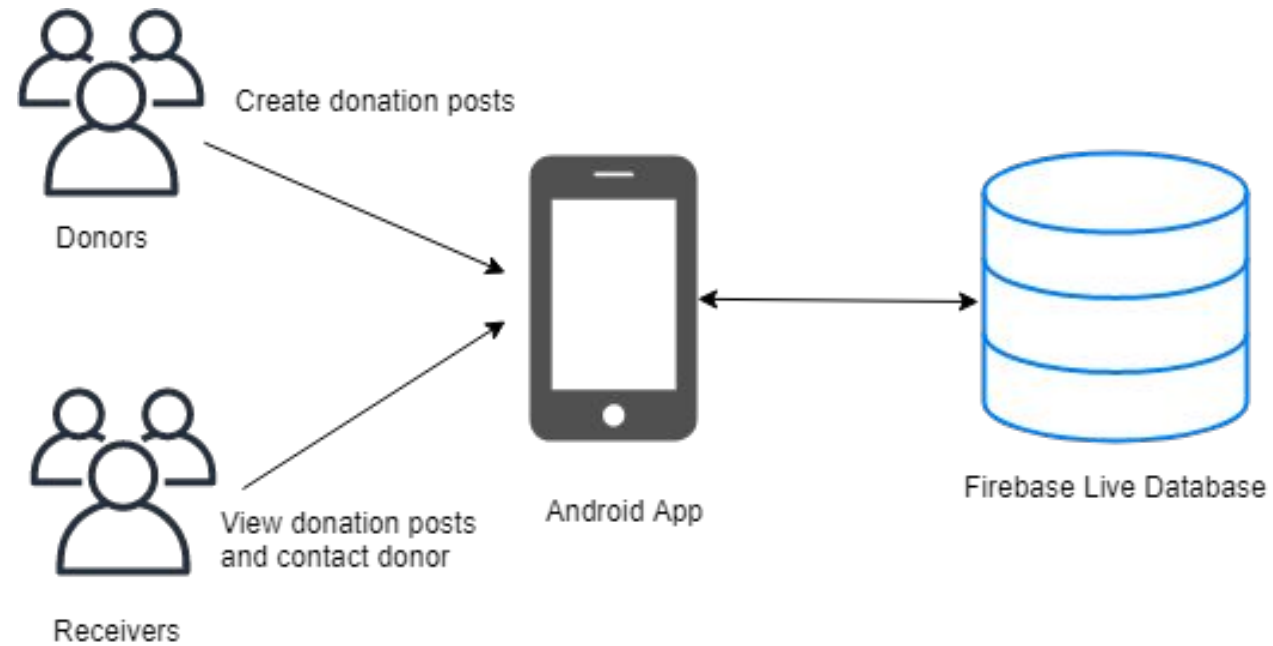 Create donation posts
Donors
View donation posts
and contact donor
Receivers
Android App
Firebase Live Database